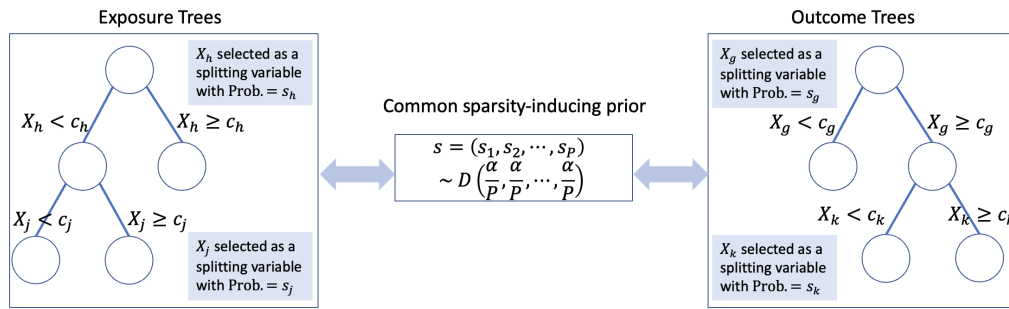 Exposure Trees
X_h selected as a
splitting variable
with Prob. = s_h
X_h < c_h
X_h ≥ c_h
X_j < c_j
X_j ≥ c_j
X_j selected as a
splitting variable
with Prob. = s_j
Common sparsity-inducing prior
s = (s_1, s_2, ⋯, s_P)
~ D (α/P, α/P, ⋯, α/P)
Outcome Trees
X_g selected as a
splitting variable
with Prob. = s_g
X_g < c_g
X_g ≥ c_g
X_k < c_k
X_k ≥ c
X_k selected as a
splitting variable
with Prob. = s_k